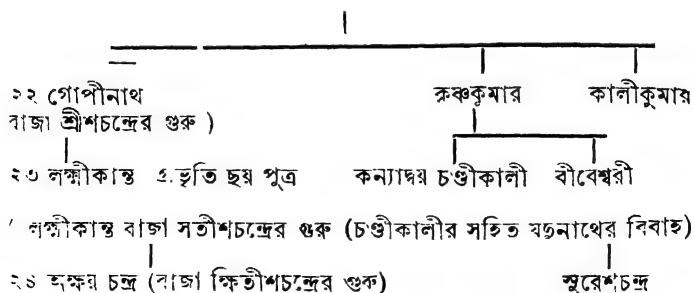 ২২ গোপীনাথ কৃষ্ণকুমার কালীকুমার
রাজা শ্রীশচন্দ্রের গুরু )
২৩ লক্ষ্মীকান্ত প্রভৃতি ছয় পুত্র কন্যাদ্বয় চণ্ডীকালী বীবেশ্বরী
লক্ষ্মীকান্ত রাজা সতীশচন্দ্রের গুরু (চণ্ডীকালীর সহিত যদুনাথের বিবাহ)
২৪ অক্ষয় চন্দ্র (রাজা ক্ষিতীশচন্দ্রের গুরু) সুরেশচন্দ্র